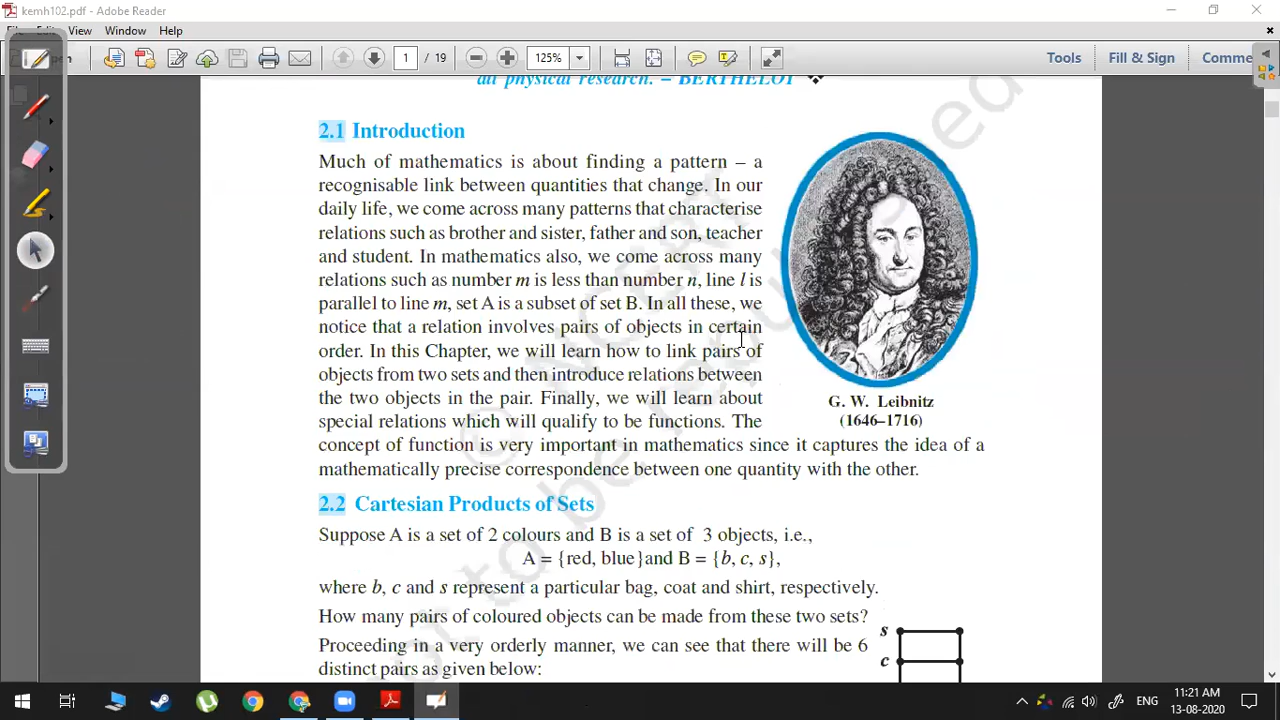 kemh102.pdf - Adobe Reader
File Edit View Window Help
Open
1 / 19
125%
Tools
Fill & Sign
Comme
all physical research. – BERTHELOT ❖
2.1 Introduction
Much of mathematics is about finding a pattern – a
recognisable link between quantities that change. In our
daily life, we come across many patterns that characterise
relations such as brother and sister, father and son, teacher
and student. In mathematics also, we come across many
relations such as number m is less than number n, line l is
parallel to line m, set A is a subset of set B. In all these, we
notice that a relation involves pairs of objects in certain
order. In this Chapter, we will learn how to link pairs of
objects from two sets and then introduce relations between
the two objects in the pair. Finally, we will learn about
special relations which will qualify to be functions. The
concept of function is very important in mathematics since it captures the idea of a
mathematically precise correspondence between one quantity with the other.
G. W. Leibnitz
(1646–1716)
2.2 Cartesian Products of Sets
Suppose A is a set of 2 colours and B is a set of 3 objects, i.e.,
A = {red, blue}and B = {b, c, s},
where b, c and s represent a particular bag, coat and shirt, respectively.
How many pairs of coloured objects can be made from these two sets?
Proceeding in a very orderly manner, we can see that there will be 6
distinct pairs as given below:
s
c
© NCERT
not to be republished
ENG
11:21 AM
13-08-2020